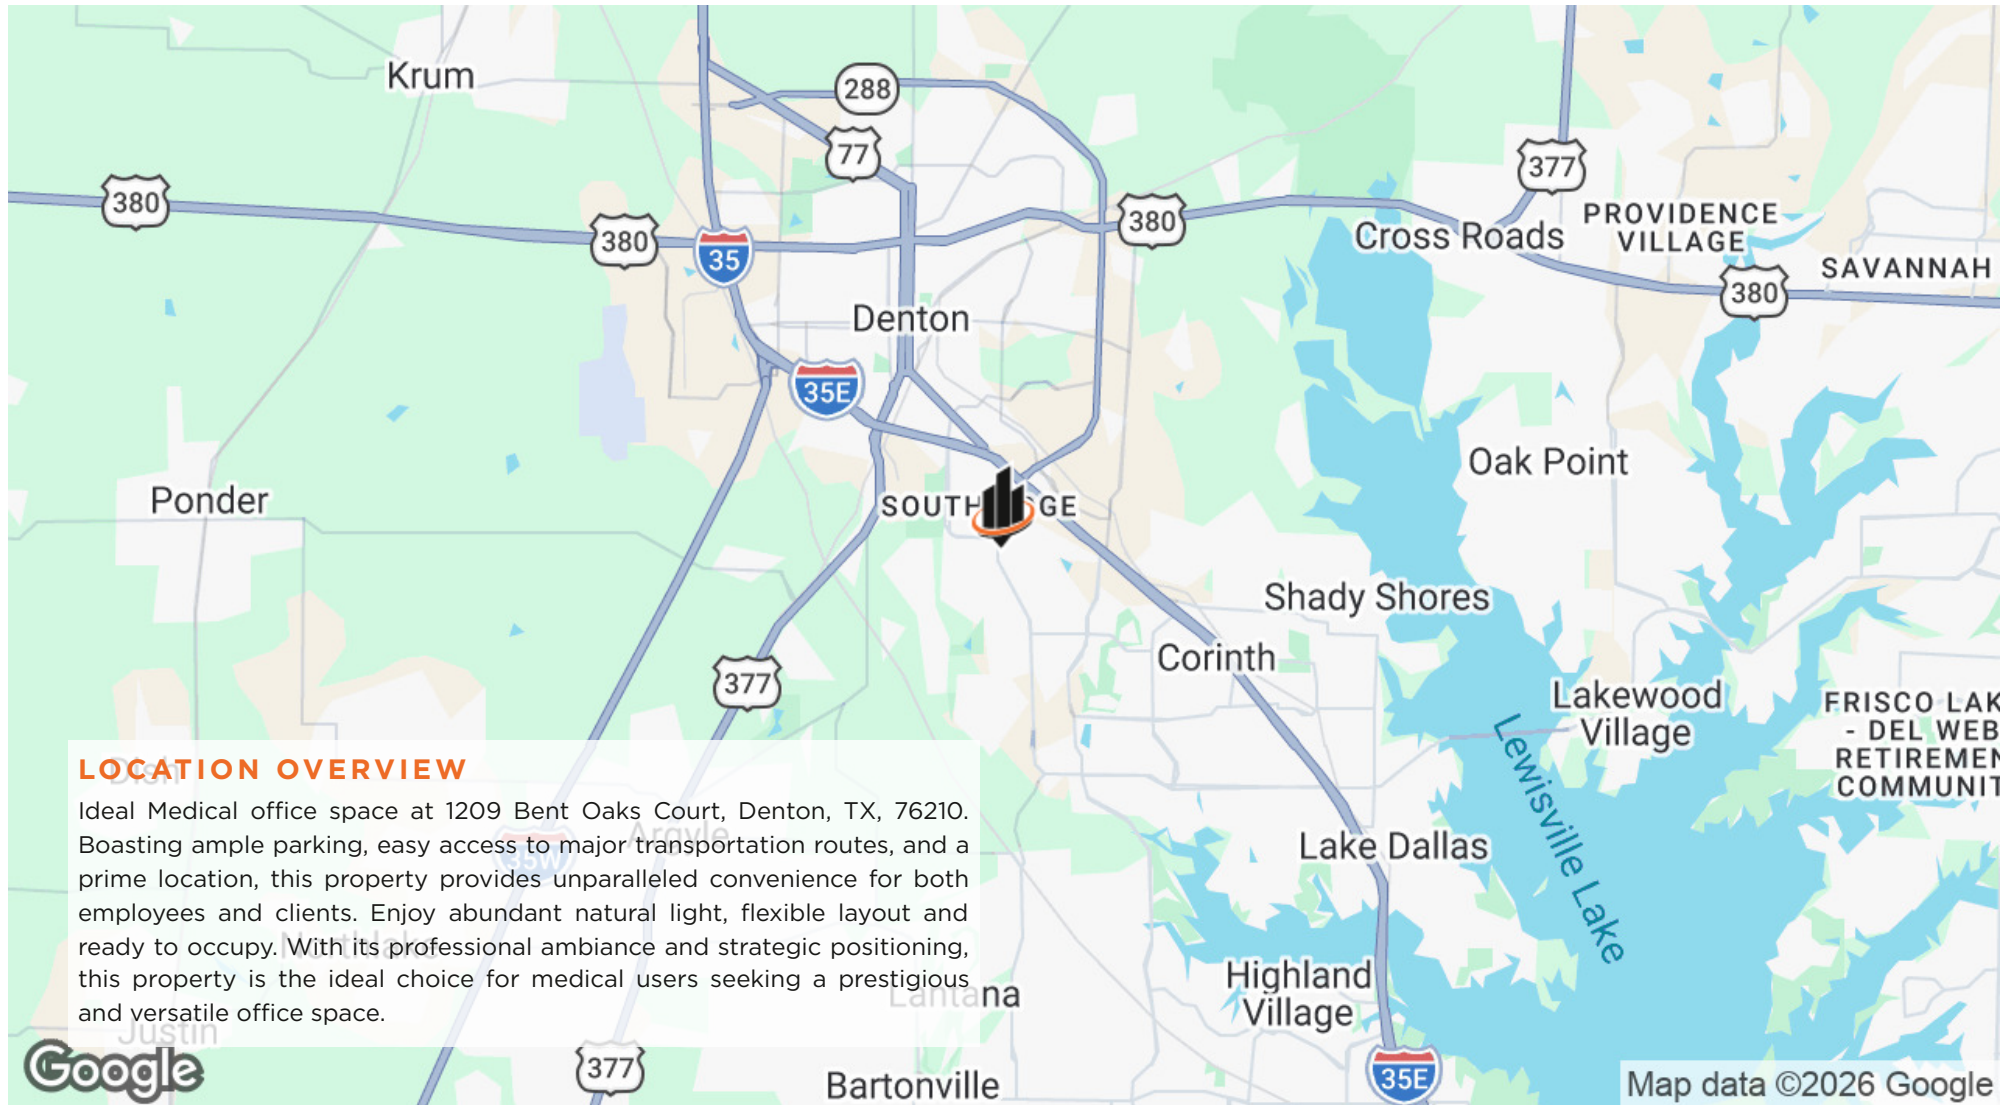 Krum
288
77
377
380
380
380
PROVIDENCE
VILLAGE
Cross Roads
35
SAVANNAH
380
Denton
35E
Oak Point
Ponder
SOUTH GE
Shady Shores
Corinth
377
Lakewood
Village
FRISCO LAK
- DEL WEB
RETIREMEN
COMMUNIT
Lewisville Lake
Dish
LOCATION OVERVIEW
Ideal Medical office space at 1209 Bent Oaks Court, Denton, TX, 76210.
Boasting ample parking, easy access to major transportation routes, and a
prime location, this property provides unparalleled convenience for both
employees and clients. Enjoy abundant natural light, flexible layout and
ready to occupy. With its professional ambiance and strategic positioning,
this property is the ideal choice for medical users seeking a prestigious
and versatile office space.
Argyle
35W
Northlake
Lake Dallas
Highland
Village
Lantana
Justin
Google
377
Bartonville
35E
Map data ©2026 Google